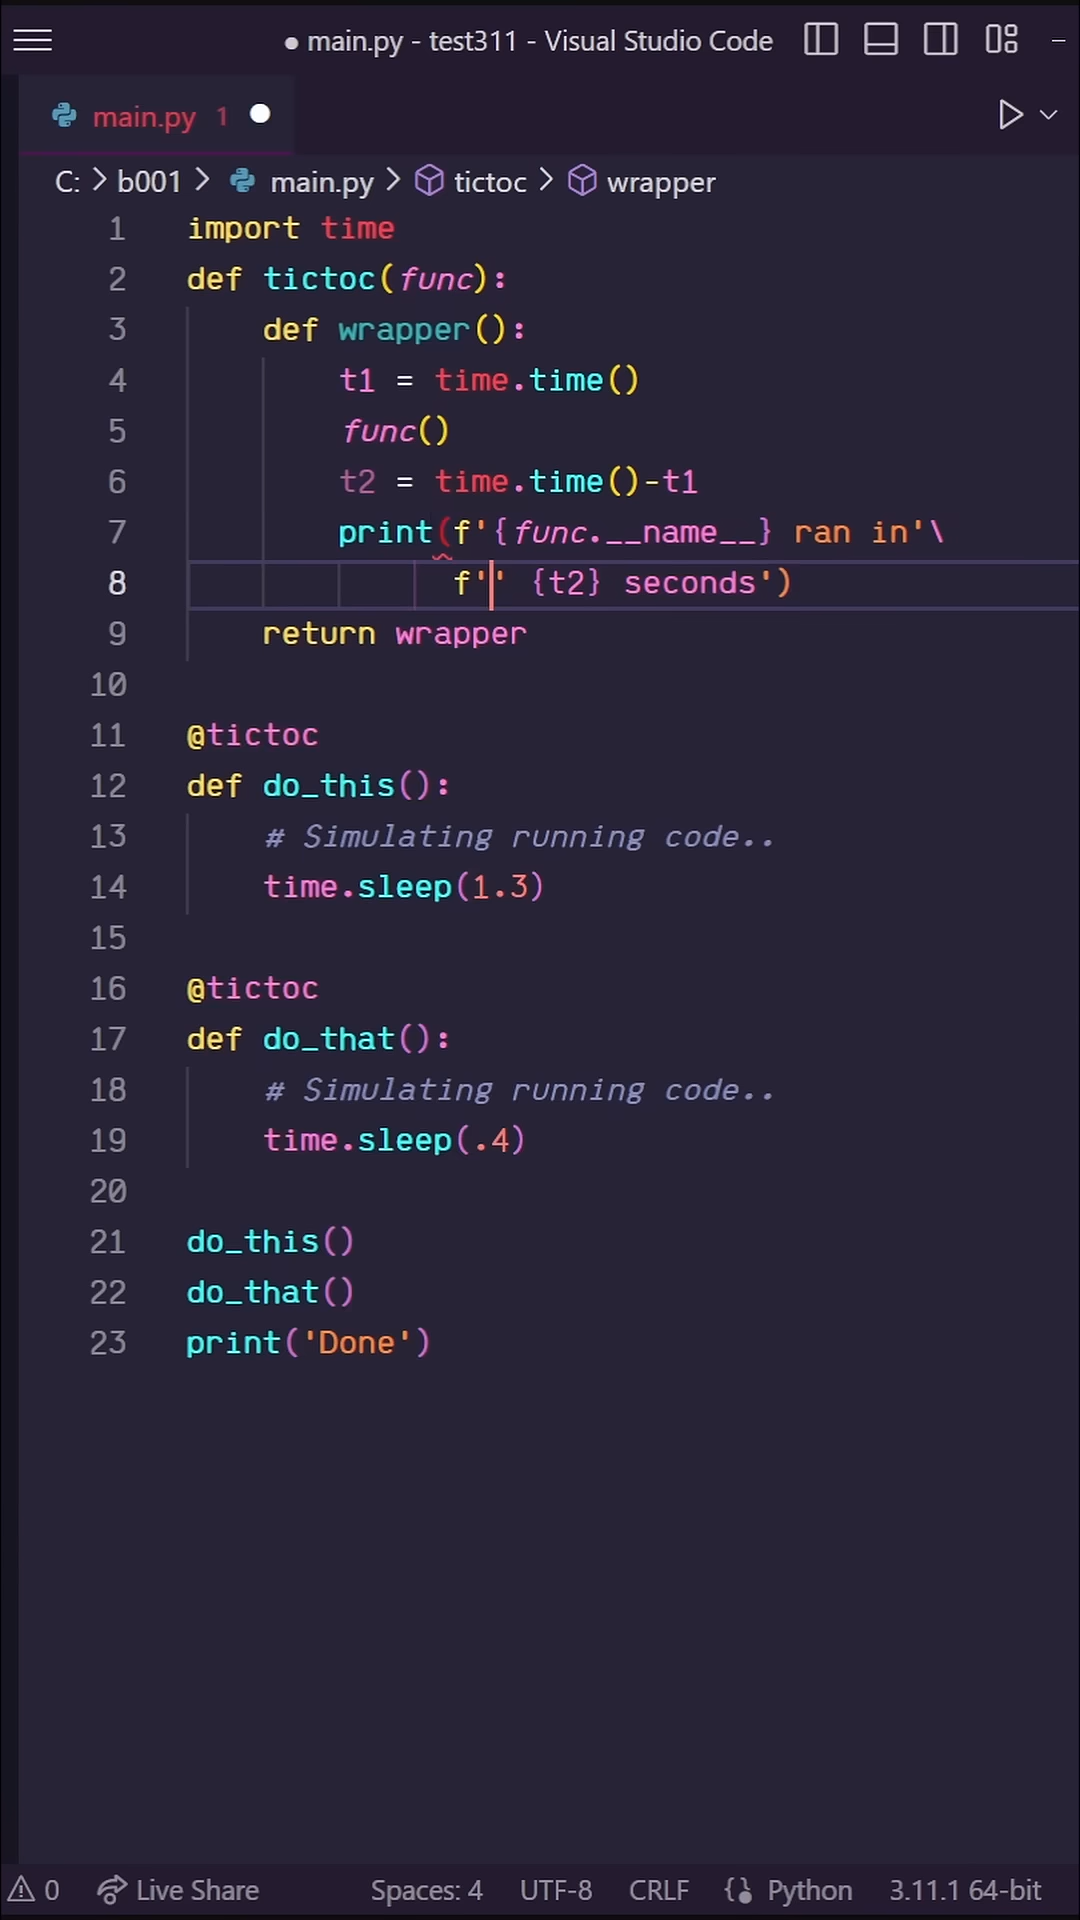 ● main.py - test311 - Visual Studio Code
main.py 1 ●
C: > b001 > main.py > tictoc > wrapper
1 import time
2 def tictoc(func):
3     def wrapper():
4         t1 = time.time()
5         func()
6         t2 = time.time()-t1
7         print(f'{func.__name__} ran in'\
8               f'' {t2} seconds')
9     return wrapper
10
11 @tictoc
12 def do_this():
13     # Simulating running code..
14     time.sleep(1.3)
15
16 @tictoc
17 def do_that():
18     # Simulating running code..
19     time.sleep(.4)
20
21 do_this()
22 do_that()
23 print('Done')
0 Live Share Spaces: 4 UTF-8 CRLF Python 3.11.1 64-bit